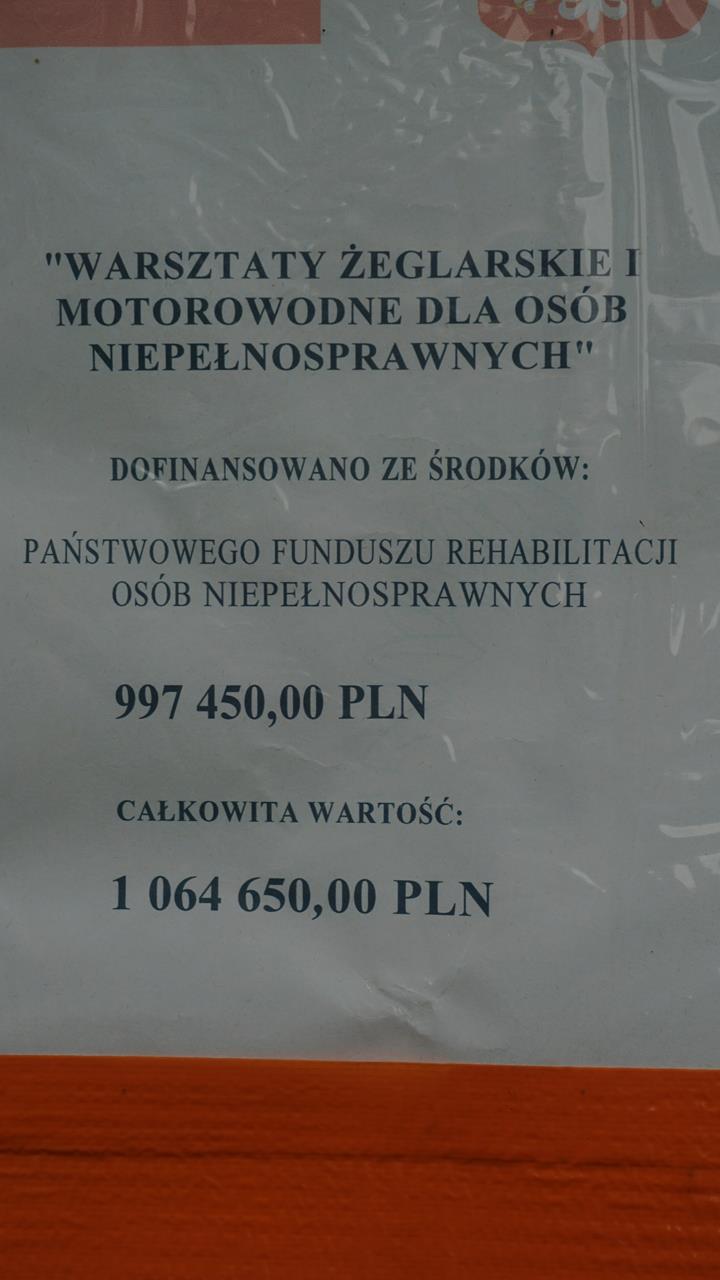 "WARSZTATY ŻEGLARSKIE I
MOTOROWODNE DLA OSÓB
NIEPEŁNOSPRAWNYCH"
DOFINANSOWANO ZE ŚRODKÓW:
PAŃSTWOWEGO FUNDUSZU REHABILITACJI
OSÓB NIEPEŁNOSPRAWNYCH
997 450,00 PLN
CAŁKOWITA WARTOŚĆ:
1 064 650,00 PLN